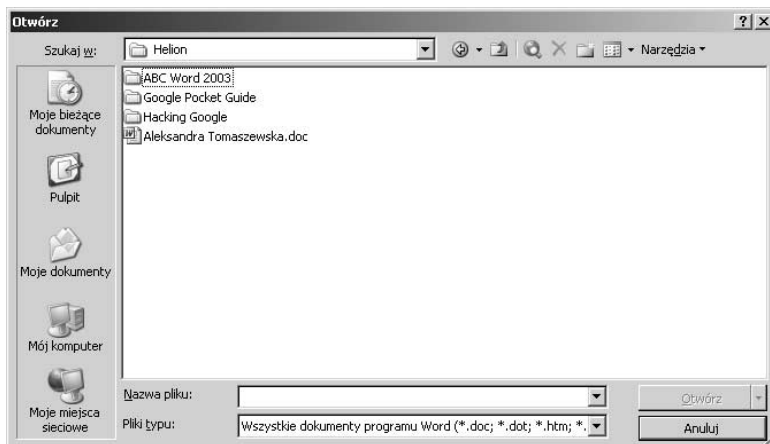 Otwórz
Szukaj w:
Helion
Narzędzia
ABC Word 2003
Google Pocket Guide
Hacking Google
Aleksandra Tomaszewska.doc
Moje bieżące
dokumenty
Pulpit
Moje dokumenty
Mój komputer
Moje miejsca
sieciowe
Nazwa pliku:
Otwórz
Pliki typu:
Wszystkie dokumenty programu Word (*.doc; *.dot; *.htm; *.
Anuluj